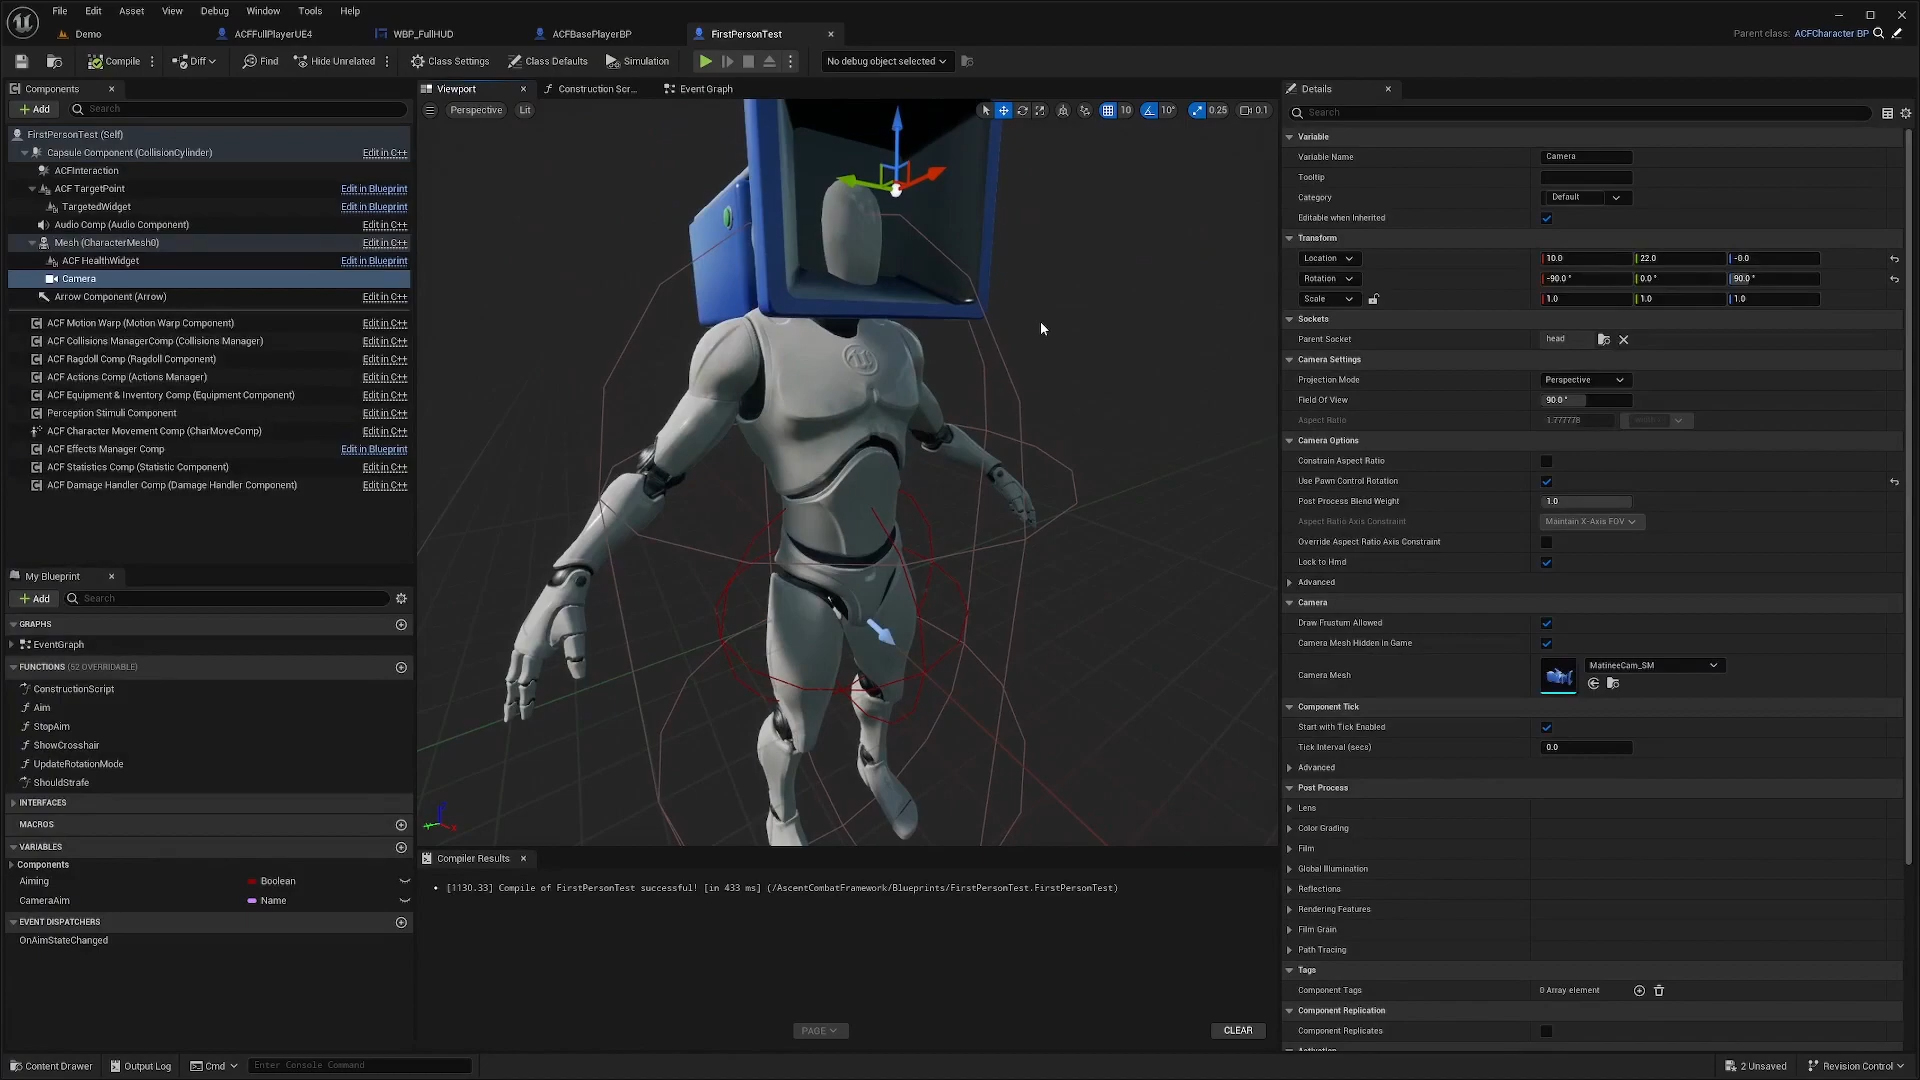 File Edit Asset View Debug Window Tools Help
Demo ACFFullPlayerUE4 WBP_FullHUD ACFBasePlayerBP FirstPersonTest
Parent class: ACFCharacter BP
Compile Diff Find Hide Unrelated Class Settings Class Defaults Simulation No debug object selected
Components
Add Search
FirstPersonTest (Self)
Capsule Component (CollisionCylinder) Edit in C++
ACFInteraction
ACF TargetPoint Edit in Blueprint
TargetedWidget Edit in Blueprint
Audio Comp (Audio Component) Edit in C++
Mesh (CharacterMesh0) Edit in C++
ACF HealthWidget Edit in Blueprint
Camera
Arrow Component (Arrow) Edit in C++
ACF Motion Warp (Motion Warp Component) Edit in C++
ACF Collisions ManagerComp (Collisions Manager) Edit in C++
ACF Ragdoll Comp (Ragdoll Component) Edit in C++
ACF Actions Comp (Actions Manager) Edit in C++
ACF Equipment & Inventory Comp (Equipment Component) Edit in C++
Perception Stimuli Component Edit in C++
ACF Character Movement Comp (CharMoveComp) Edit in C++
ACF Effects Manager Comp Edit in Blueprint
ACF Statistics Comp (Statistic Component) Edit in C++
ACF Damage Handler Comp (Damage Handler Component) Edit in C++
My Blueprint
Add Search
GRAPHS
EventGraph
FUNCTIONS (52 OVERRIDABLE)
ConstructionScript
Aim
StopAim
ShowCrosshair
UpdateRotationMode
ShouldStrafe
INTERFACES
MACROS
VARIABLES
Components
Aiming Boolean
CameraAim Name
EVENT DISPATCHERS
OnAimStateChanged
Viewport Construction Scr... Event Graph
Perspective Lit 10 10° 0.25 0.1
Compiler Results
[1130.33] Compile of FirstPersonTest successful! [in 433 ms] (/AscentCombatFramework/Blueprints/FirstPersonTest.FirstPersonTest)
PAGE CLEAR
Details
Search
Variable
Variable Name Camera
Tooltip
Category Default
Editable when Inherited
Transform
Location 10.0 22.0 -0.0
Rotation -90.0° 0.0° 90.0°
Scale 1.0 1.0 1.0
Sockets
Parent Socket head
Camera Settings
Projection Mode Perspective
Field Of View 90.0°
Aspect Ratio 1.777778
Camera Options
Constrain Aspect Ratio
Use Pawn Control Rotation
Post Process Blend Weight 1.0
Aspect Ratio Axis Constraint Maintain X-Axis FOV
Override Aspect Ratio Axis Constraint
Lock to Hmd
Advanced
Camera
Draw Frustum Allowed
Camera Mesh Hidden in Game
Camera Mesh MatineeCam_SM
Component Tick
Start with Tick Enabled
Tick Interval (secs) 0.0
Advanced
Post Process
Lens
Color Grading
Film
Global Illumination
Reflections
Rendering Features
Film Grain
Path Tracing
Tags
Component Tags 0 Array element
Component Replication
Component Replicates
Content Drawer Output Log Cmd Enter Console Command 2 Unsaved Revision Control